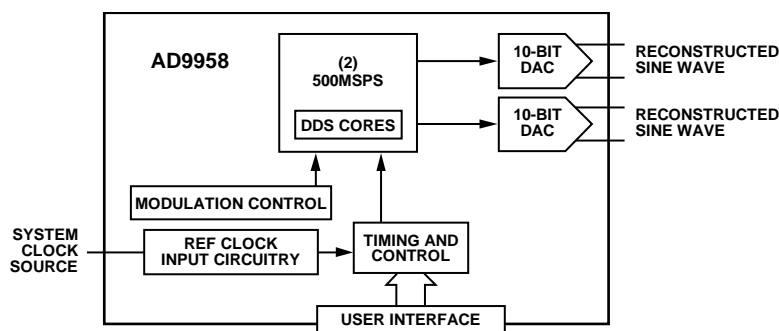 AD9958
(2)
500MSPS
DDS CORES
10-BIT
DAC
RECONSTRUCTED
SINE WAVE
10-BIT
DAC
RECONSTRUCTED
SINE WAVE
MODULATION CONTROL
SYSTEM
CLOCK
SOURCE
REF CLOCK
INPUT CIRCUITRY
TIMING AND
CONTROL
USER INTERFACE